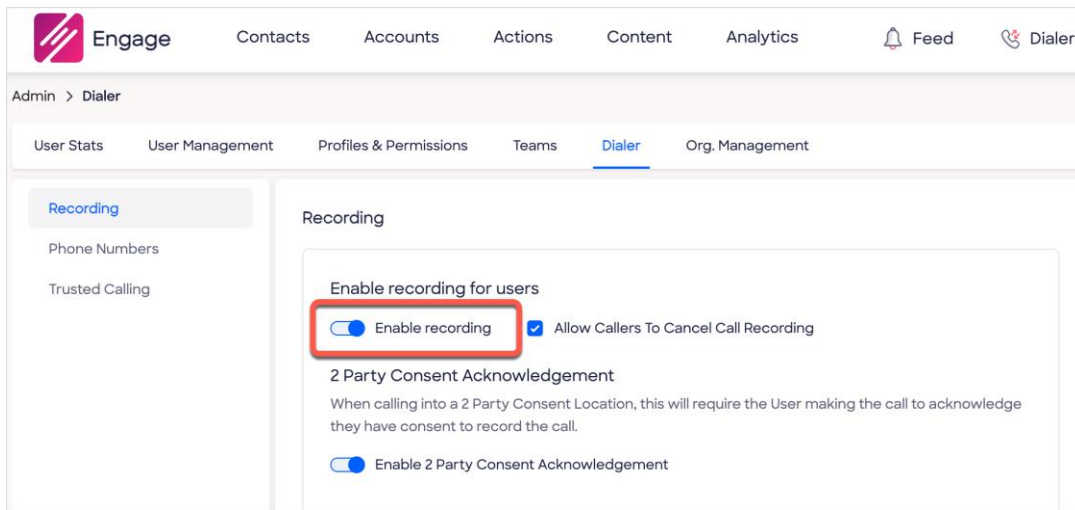 Engage Contacts Accounts Actions Content Analytics Feed Dialer
Admin > Dialer
User Stats User Management Profiles & Permissions Teams Dialer Org. Management
Recording
Phone Numbers
Trusted Calling
Recording
Enable recording for users
Enable recording Allow Callers To Cancel Call Recording
2 Party Consent Acknowledgement
When calling into a 2 Party Consent Location, this will require the User making the call to acknowledge
they have consent to record the call.
Enable 2 Party Consent Acknowledgement